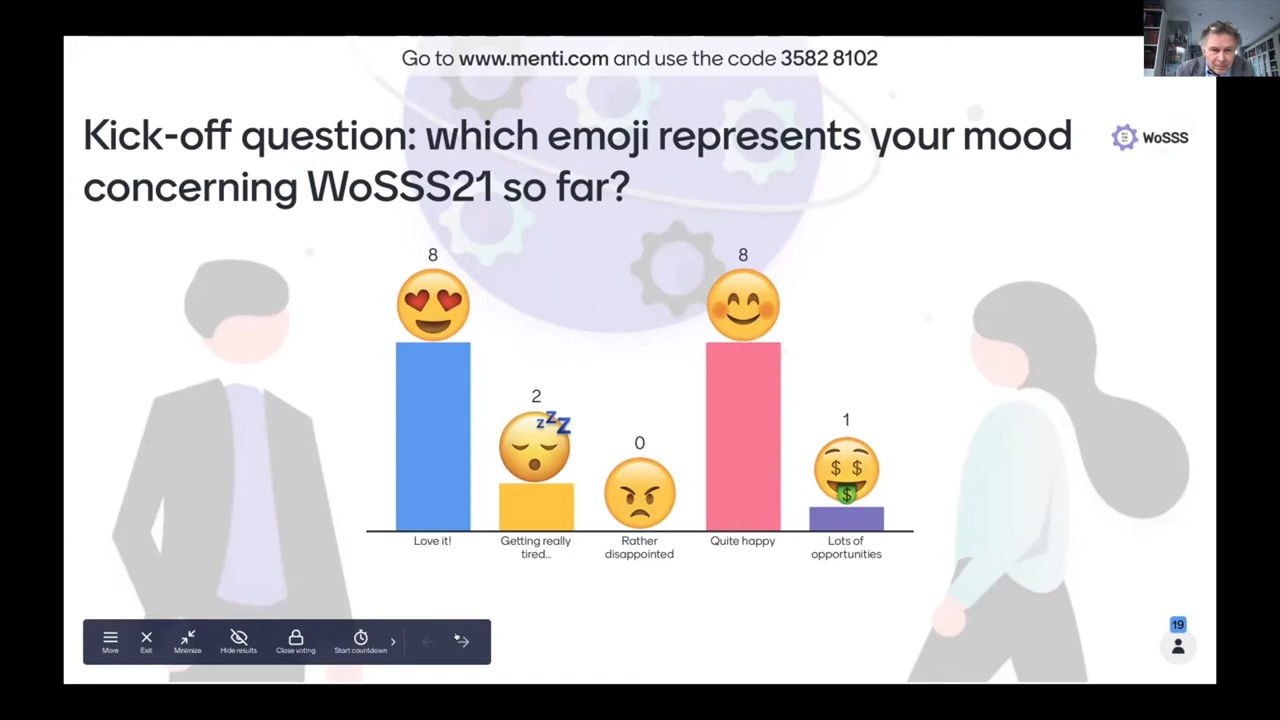 Go to www.menti.com and use the code 3582 8102
Kick-off question: which emoji represents your mood
concerning WoSSS21 so far?
WoSSS
8
2
0
8
1
Love it!
Getting really
tired...
Rather
disappointed
Quite happy
Lots of
opportunities
More
Exit
Minimize
Hide results
Close voting
Start countdown
19